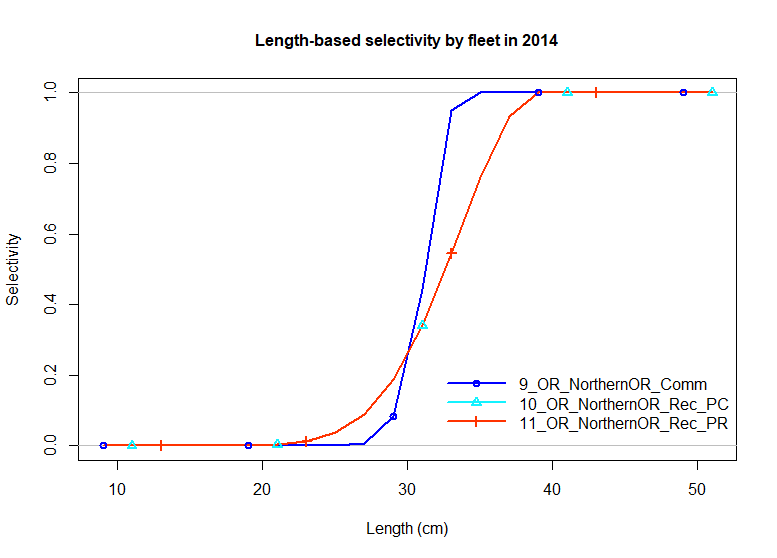 Length-based selectivity by fleet in 2014
Selectivity
1.0
0.8
0.6
0.4
0.2
0.0
9_OR_NorthernOR_Comm
10_OR_NorthernOR_Rec_PC
11_OR_NorthernOR_Rec_PR
10 20 30 40 50
Length (cm)